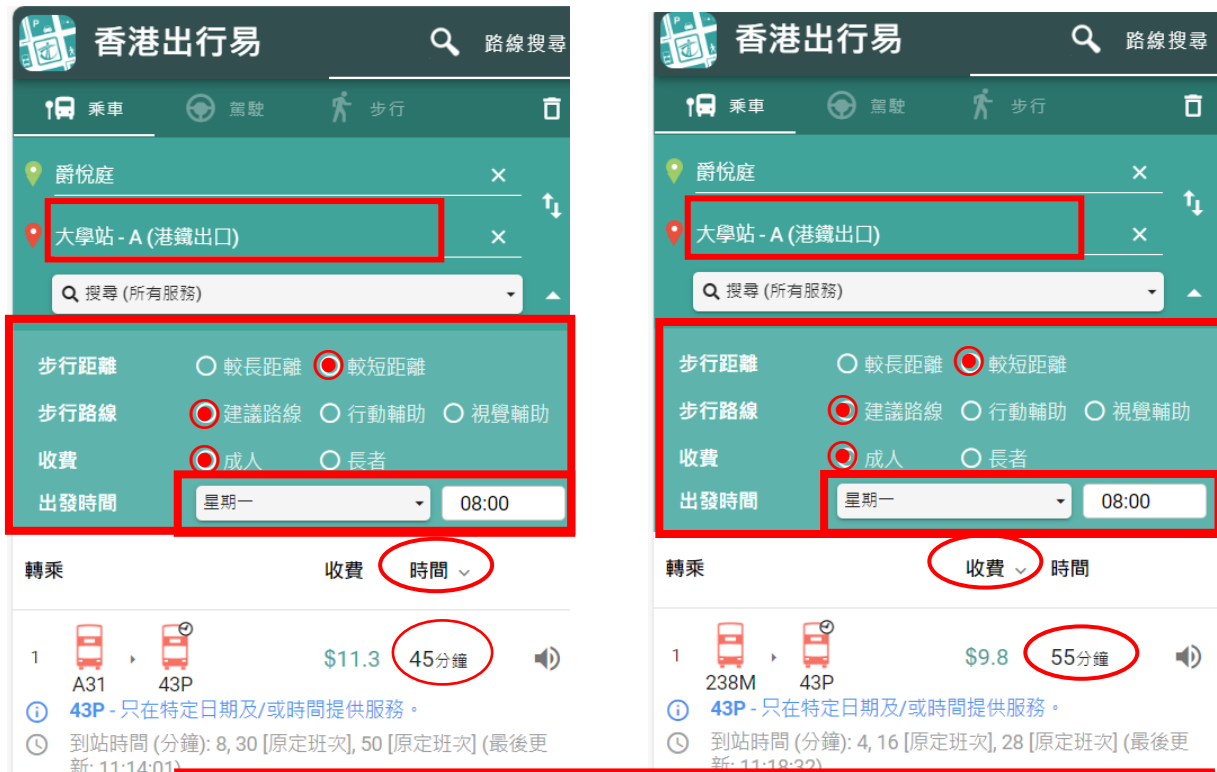 香港出行易 路線搜尋
乘車 駕駛 步行
爵悅庭
大學站 - A (港鐵出口)
搜尋 (所有服務)
步行距離 較長距離 較短距離
步行路線 建議路線 行動輔助 視覺輔助
收費 成人 長者
出發時間 星期一 08:00
轉乘 收費 時間
1 A31 43P $11.3 45分鐘
43P - 只在特定日期及/或時間提供服務。
到站時間 (分鐘): 8, 30 [原定班次], 50 [原定班次] (最後更
新: 11:14:01)
香港出行易 路線搜尋
乘車 駕駛 步行
爵悅庭
大學站 - A (港鐵出口)
搜尋 (所有服務)
步行距離 較長距離 較短距離
步行路線 建議路線 行動輔助 視覺輔助
收費 成人 長者
出發時間 星期一 08:00
轉乘 收費 時間
1 238M 43P $9.8 55分鐘
43P - 只在特定日期及/或時間提供服務。
到站時間 (分鐘): 4, 16 [原定班次], 28 [原定班次] (最後更
新: 11:18:32)